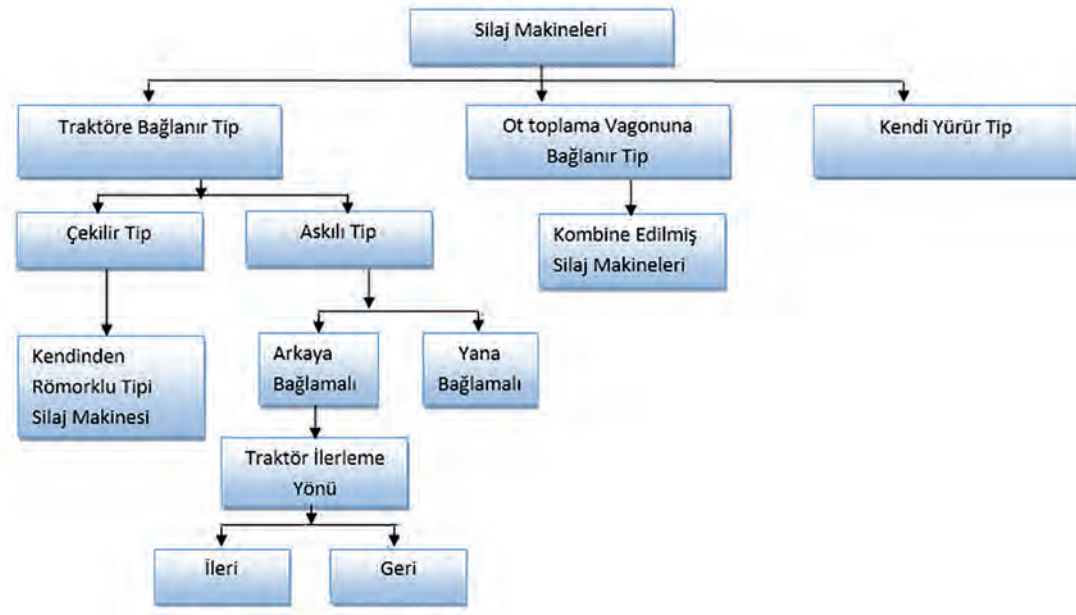 Silaj Makineleri
Traktöre Bağlanır Tip
Ot toplama Vagonuna
Bağlanır Tip
Kendi Yürür Tip
Çekilir Tip
Askılı Tip
Kombine Edilmiş
Silaj Makineleri
Kendinden
Römorklu Tipi
Silaj Makinesi
Arkaya
Bağlamalı
Yana
Bağlamalı
Traktör İlerleme
Yönü
İleri
Geri